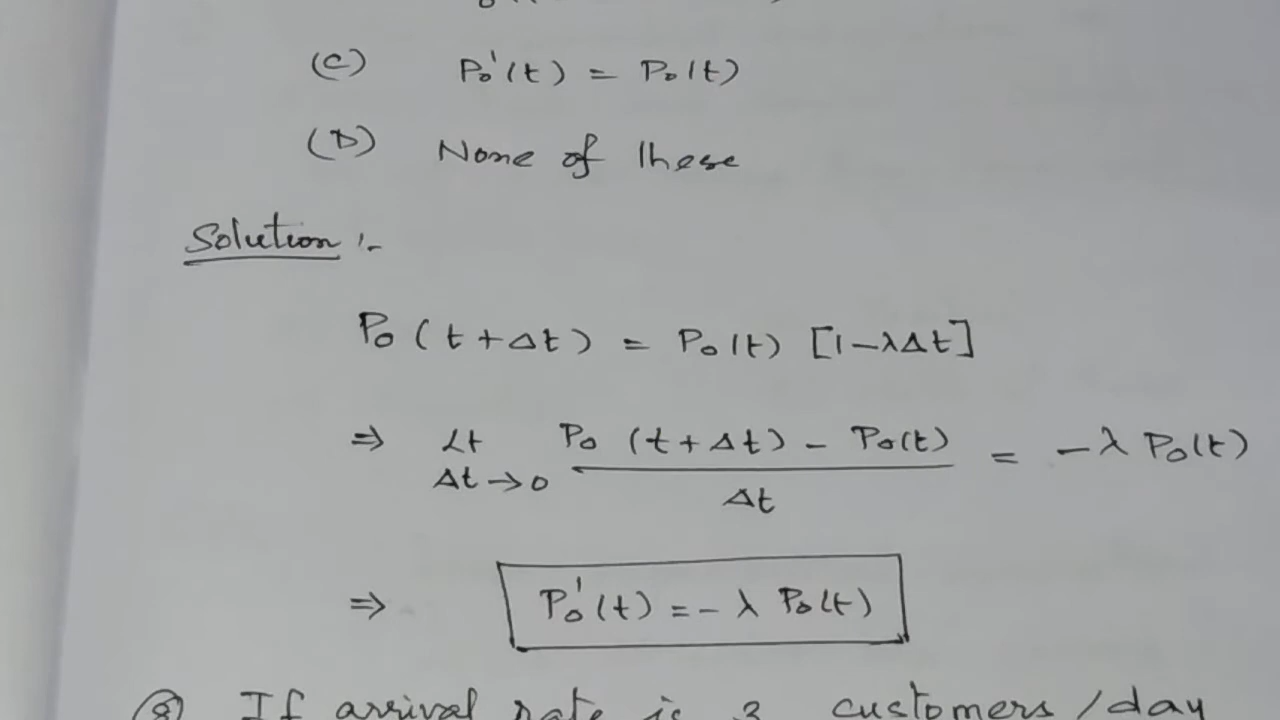 (C) P₀'(t) = P₀(t)
(D) None of these
Solution :-
P₀ (t+Δt) = P₀(t) [1-λΔt]
⇒ Lt Δt→0 P₀ (t+Δt) - P₀(t) / Δt = -λ P₀(t)
⇒ P₀'(t) = -λ P₀(t)
(8) If arrival rate is 3 customers/day